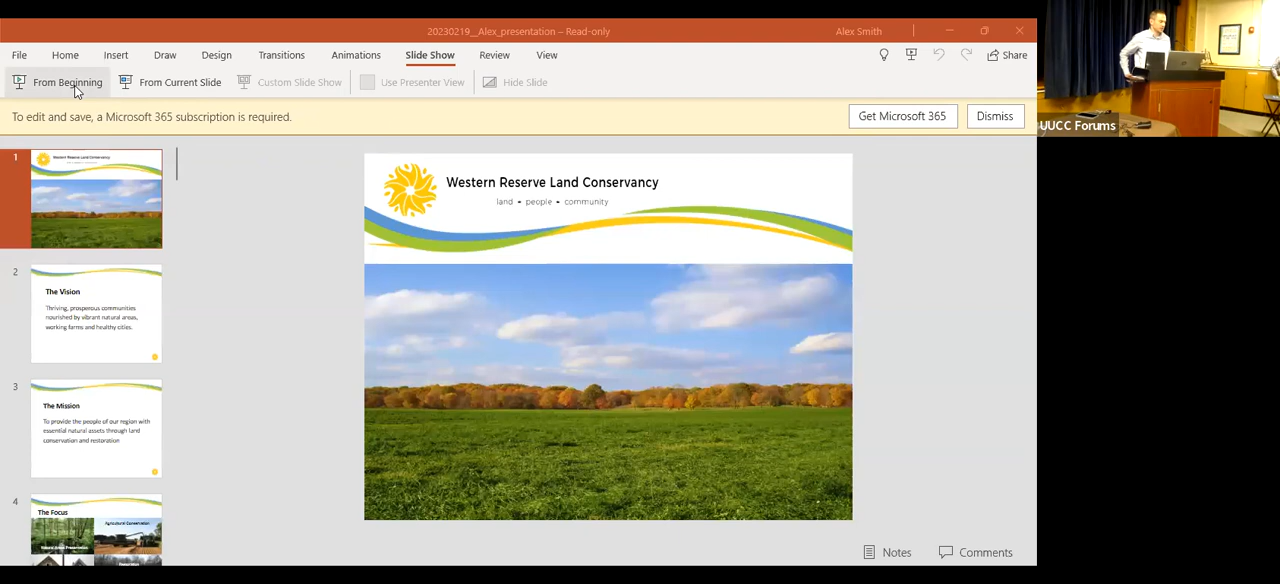 20230219__Alex_presentation – Read-only
Alex Smith
File Home Insert Draw Design Transitions Animations Slide Show Review View
Share
From Beginning From Current Slide Custom Slide Show Use Presenter View Hide Slide
To edit and save, a Microsoft 365 subscription is required.
Get Microsoft 365 Dismiss
1
Western Reserve Land Conservancy
2
The Vision
Thriving, prosperous communities
nourished by vibrant natural areas,
working farms and healthy cities.
3
The Mission
To provide the people of our region with
essential natural assets through land
conservation and restoration
4
The Focus
Agricultural Conservation
Natural Areas Preservation
Western Reserve Land Conservancy
land • people • community
Notes Comments
UUCC Forums